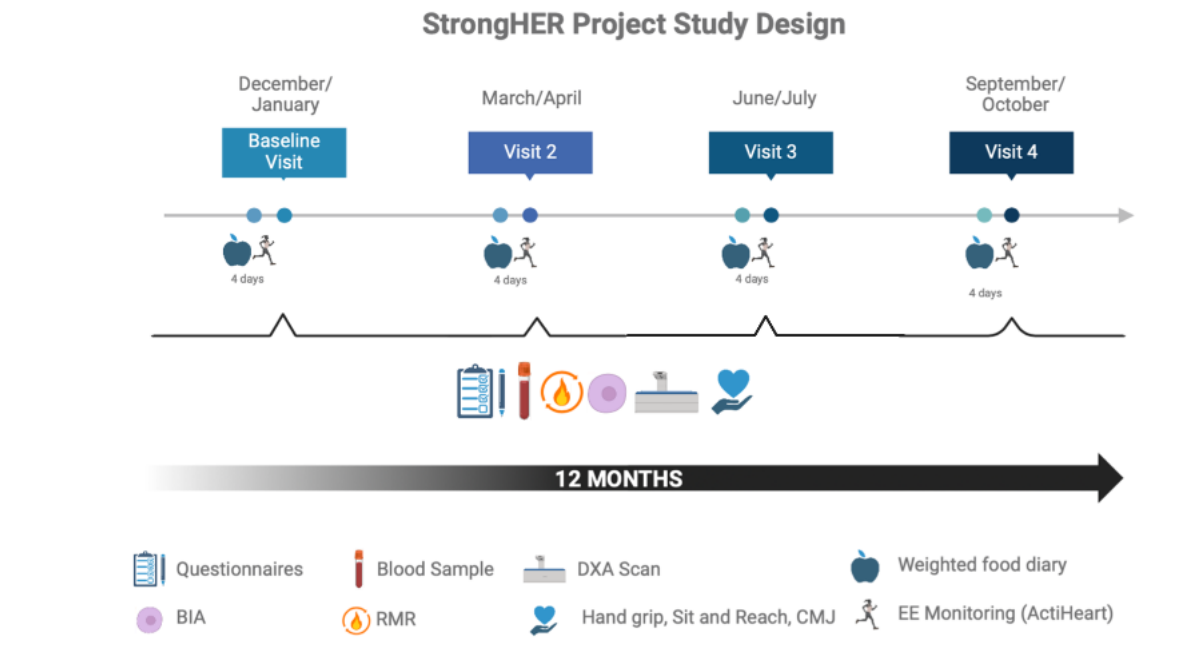 StrongHER Project Study Design
December/
January
March/April
June/July
September/
October
Baseline
Visit
Visit 2
Visit 3
Visit 4
4 days
4 days
4 days
4 days
12 MONTHS
Questionnaires
Blood Sample
DXA Scan
Weighted food diary
BIA
RMR
Hand grip, Sit and Reach, CMJ
EE Monitoring (ActiHeart)